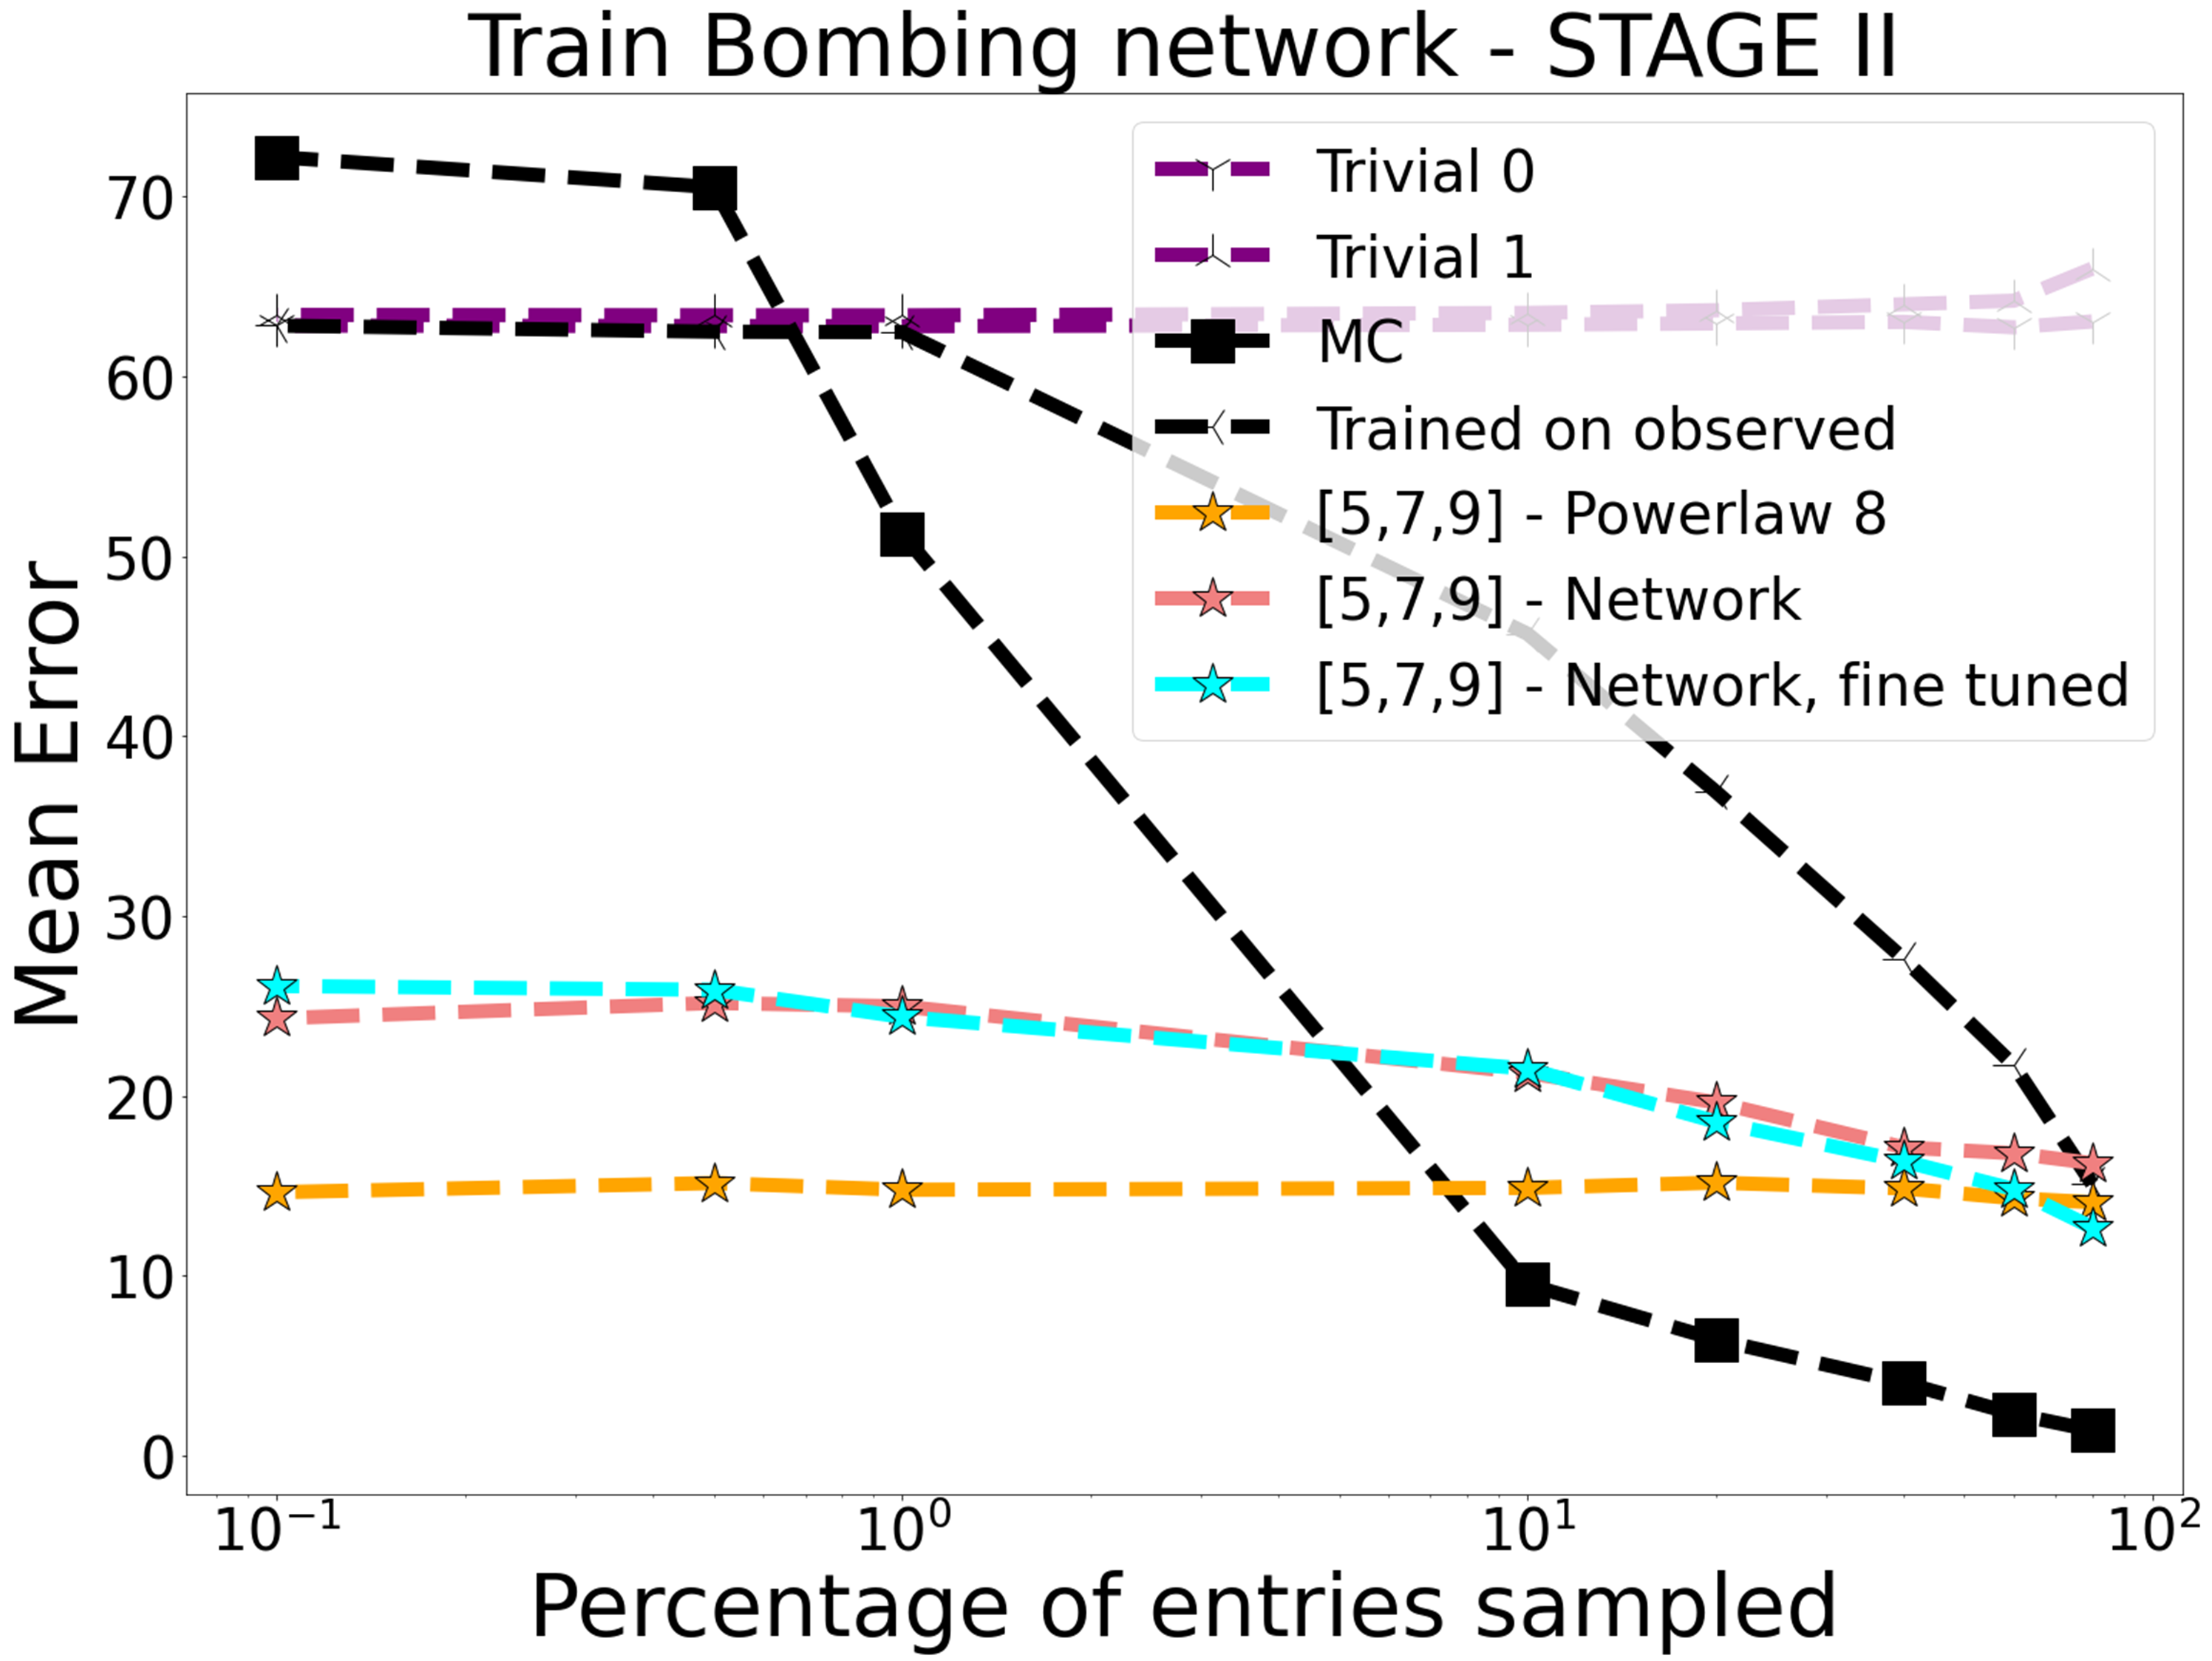 Train Bombing network - STAGE II
Trivial 0
Trivial 1
MC
Trained on observed
[5,7,9] - Powerlaw 8
[5,7,9] - Network
[5,7,9] - Network, fine tuned
Mean Error
70
60
50
40
30
20
10
0
10⁻¹ 10⁰ 10¹ 10²
Percentage of entries sampled